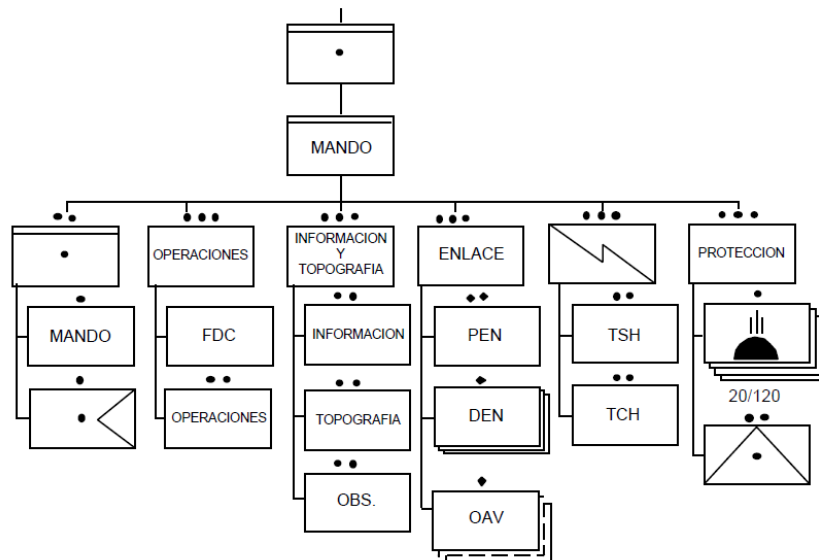 MANDO
OPERACIONES
INFORMACION
Y
TOPOGRAFIA
ENLACE
PROTECCION
MANDO
FDC
INFORMACION
PEN
TSH
20/120
OPERACIONES
TOPOGRAFIA
DEN
TCH
OBS.
OAV